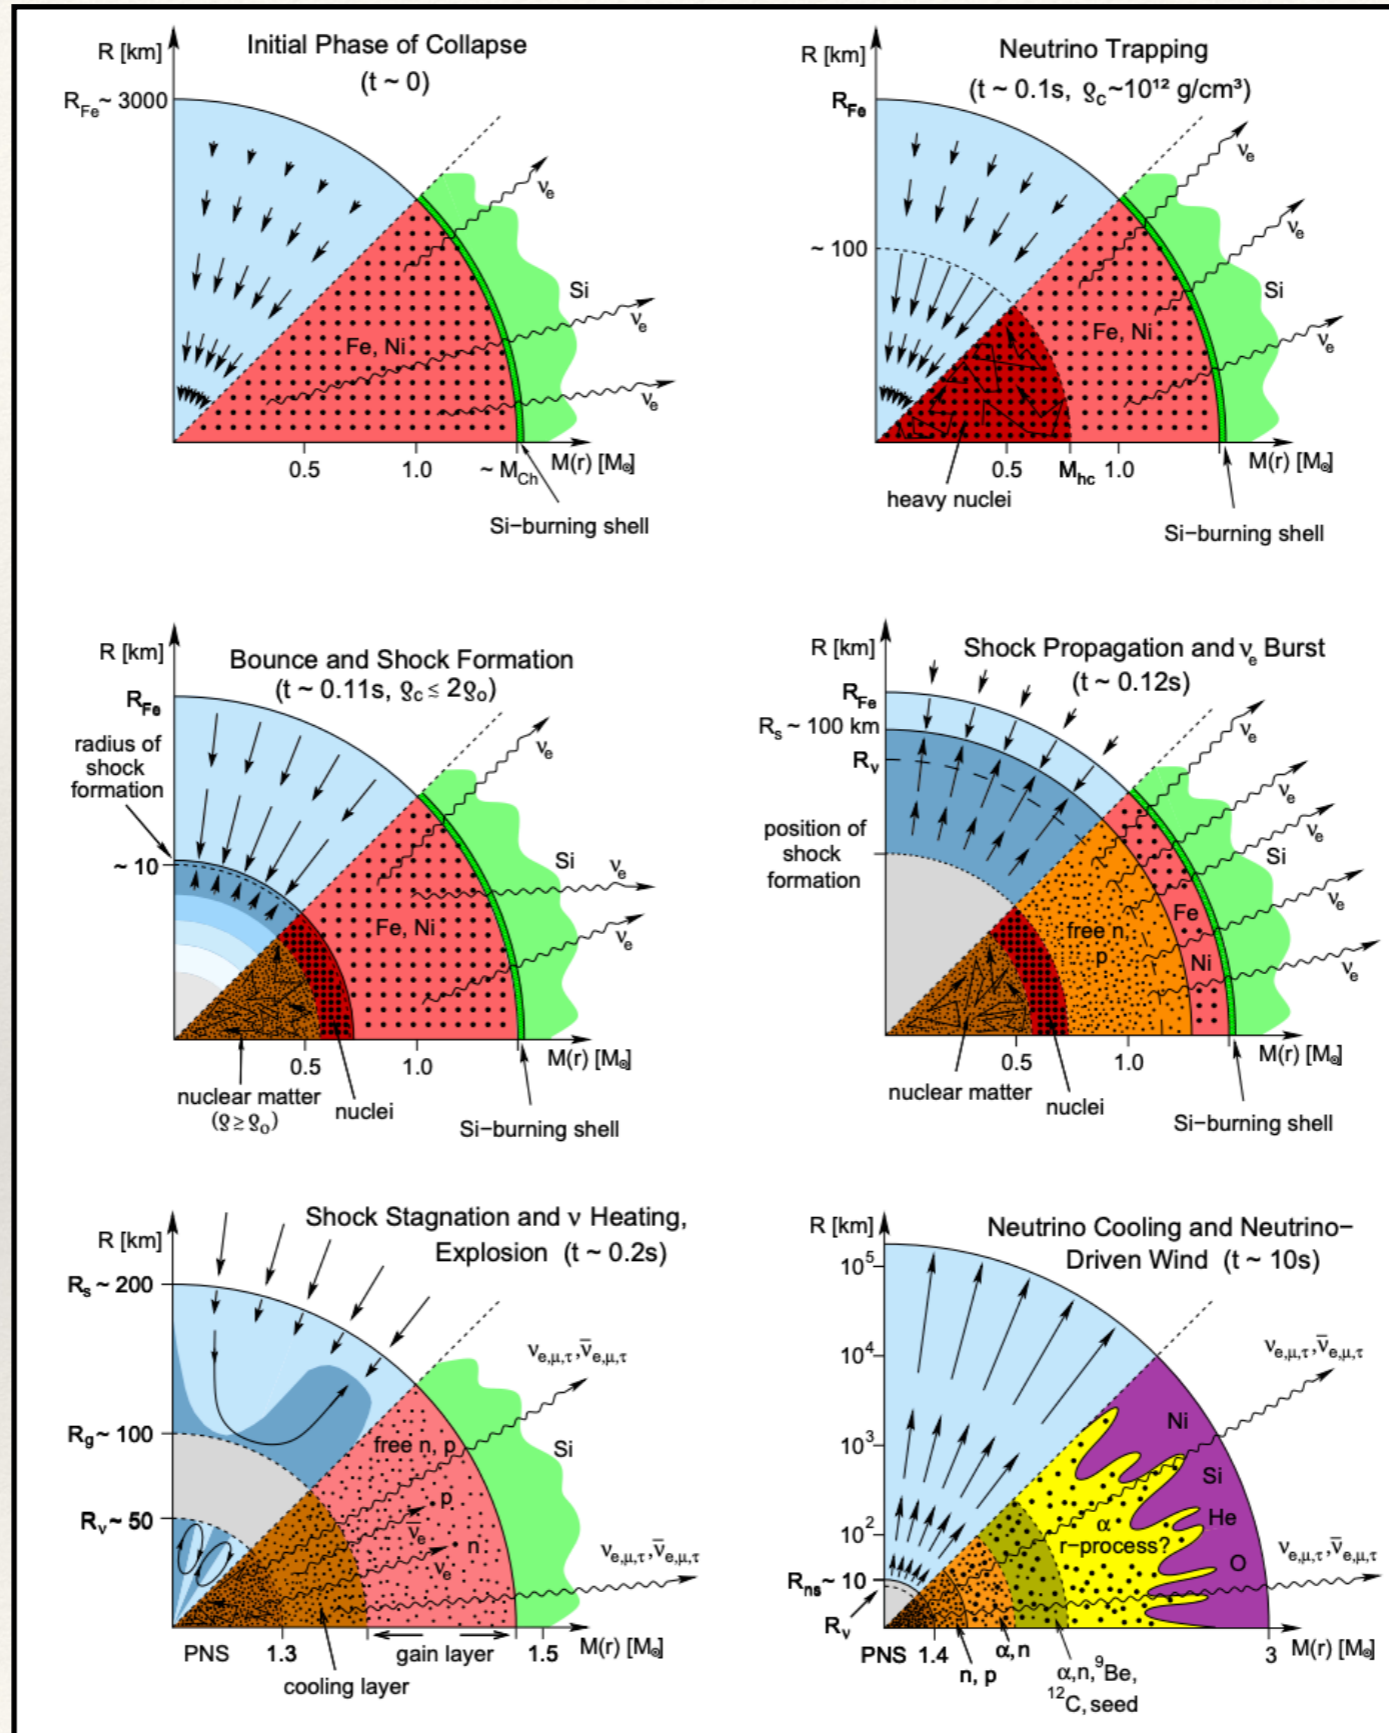 Initial Phase of Collapse
(t ~ 0)
R [km]
R_Fe ~ 3000
ν_e
Si
ν_e
Fe, Ni
ν_e
0.5
1.0
~ M_Ch
M(r) [M⊙]
Si−burning shell
Neutrino Trapping
(t ~ 0.1s, ϱ_c~10¹² g/cm³)
R [km]
R_Fe
ν_e
~ 100
ν_e
Si
Fe, Ni
ν_e
0.5
M_hc
1.0
M(r) [M⊙]
heavy nuclei
Si−burning shell
Bounce and Shock Formation
(t ~ 0.11s, ϱ_c ≲ 2ϱ_o)
R [km]
R_Fe
radius of
shock
formation
~ 10
ν_e
Si
ν_e
Fe, Ni
ν_e
0.5
1.0
M(r) [M⊙]
nuclear matter
(ϱ ≳ ϱ_o)
nuclei
Si−burning shell
Shock Propagation and ν_e Burst
(t ~ 0.12s)
R [km]
R_Fe
R_s ~ 100 km
R_ν
position of
shock
formation
ν_e
ν_e
ν_e
Si
ν_e
Fe
free n,
p
Ni
ν_e
0.5
1.0
M(r) [M⊙]
nuclear matter
nuclei
Si−burning shell
Shock Stagnation and ν Heating,
Explosion (t ~ 0.2s)
R [km]
R_s ~ 200
R_g ~ 100
R_ν ~ 50
ν_e,μ,τ, ν̄_e,μ,τ
free n, p
Si
p
ν̄_e
n
ν_e
ν_e,μ,τ, ν̄_e,μ,τ
PNS
1.3
gain layer
1.5
M(r) [M⊙]
cooling layer
Neutrino Cooling and Neutrino−
Driven Wind (t ~ 10s)
R [km]
10⁵
10⁴
10³
10²
R_ns ~ 10
R_ν
ν_e,μ,τ, ν̄_e,μ,τ
Ni
Si
He
α
r−process?
O
ν_e,μ,τ, ν̄_e,μ,τ
PNS
1.4
n, p
α,n
α,n,⁹Be,
¹²C, seed
3
M(r) [M⊙]